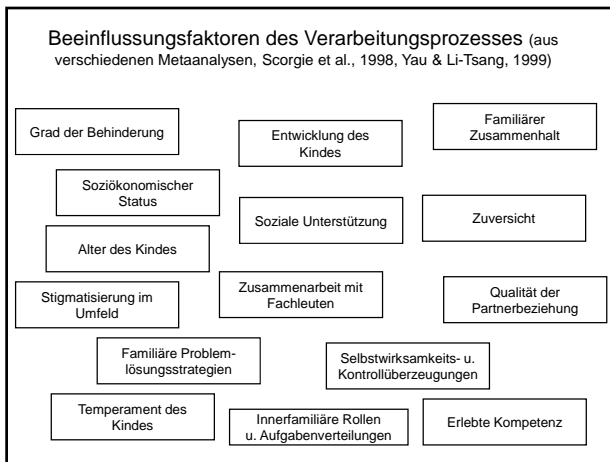 Beeinflussungsfaktoren des Verarbeitungsprozesses (aus
verschiedenen Metaanalysen, Scorgie et al., 1998, Yau & Li-Tsang, 1999)
Grad der Behinderung
Entwicklung des
Kindes
Familiärer
Zusammenhalt
Soziökonomischer
Status
Soziale Unterstützung
Zuversicht
Alter des Kindes
Stigmatisierung im
Umfeld
Zusammenarbeit mit
Fachleuten
Qualität der
Partnerbeziehung
Familiäre Problem-
lösungsstrategien
Selbstwirksamkeits- u.
Kontrollüberzeugungen
Temperament des
Kindes
Innerfamiliäre Rollen
u. Aufgabenverteilungen
Erlebte Kompetenz